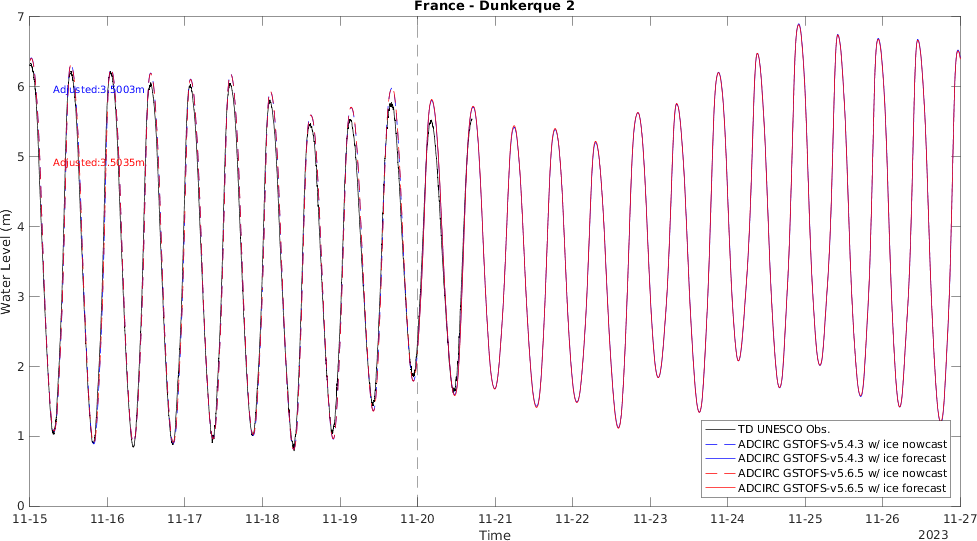 France - Dunkerque 2
7
6
5
4
3
2
1
0
Water Level (m)
Adjusted:3.5003m
Adjusted:3.5035m
TD UNESCO Obs.
ADCIRC GSTOFS-v5.4.3 w/ ice nowcast
ADCIRC GSTOFS-v5.4.3 w/ ice forecast
ADCIRC GSTOFS-v5.6.5 w/ ice nowcast
ADCIRC GSTOFS-v5.6.5 w/ ice forecast
11-15 11-16 11-17 11-18 11-19 11-20 11-21 11-22 11-23 11-24 11-25 11-26 11-27
Time
2023